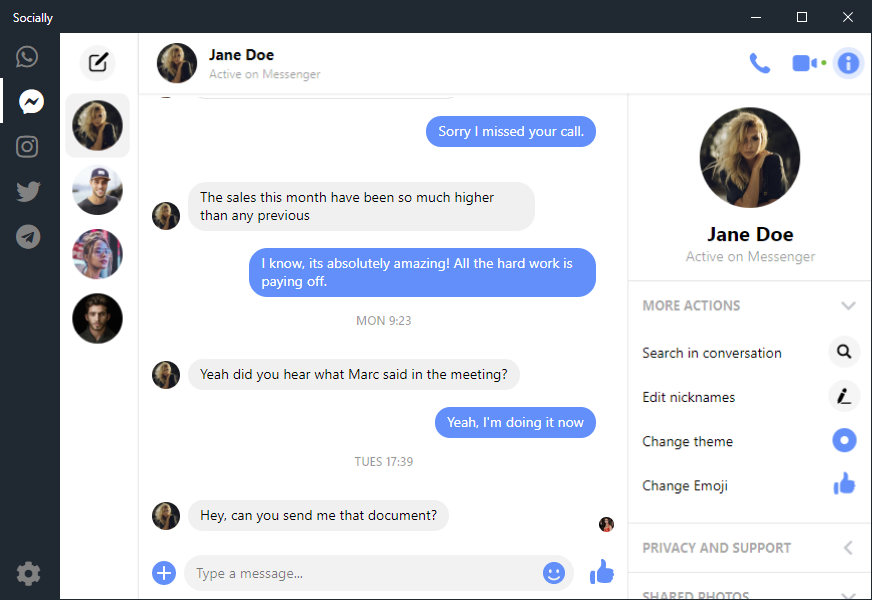 Socially
Jane Doe
Active on Messenger
Sorry I missed your call.
The sales this month have been so much higher
than any previous
I know, its absolutely amazing! All the hard work is
paying off.
MON 9:23
Yeah did you hear what Marc said in the meeting?
Yeah, I'm doing it now
TUES 17:39
Hey, can you send me that document?
Type a message...
Jane Doe
Active on Messenger
MORE ACTIONS
Search in conversation
Edit nicknames
Change theme
Change Emoji
PRIVACY AND SUPPORT
SHARED PHOTOS